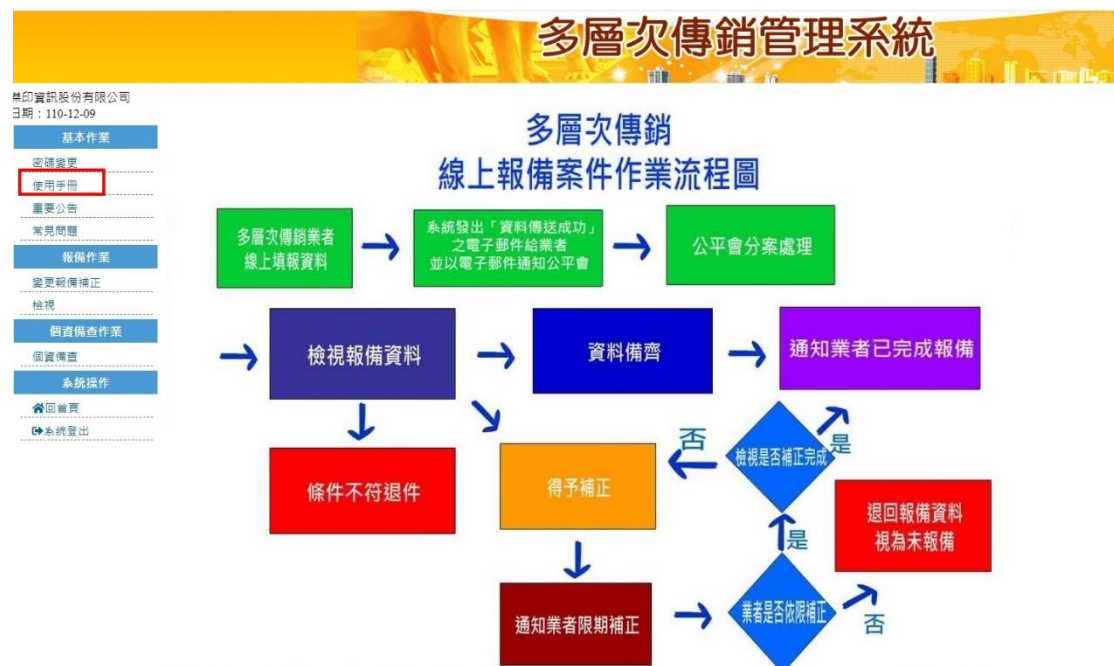 多層次傳銷管理系統
傑印資訊股份有限公司
日期：110-12-09
基本作業
密碼變更
使用手冊
重要公告
常見問題
報備作業
變更報備補正
檢視
個資備查作業
個資備查
系統操作
回首頁
系統登出
多層次傳銷
線上報備案件作業流程圖
多層次傳銷業者
線上填報資料
系統發出「資料傳送成功」
之電子郵件給業者
並以電子郵件通知公平會
公平會分案處理
檢視報備資料
資料備齊
通知業者已完成報備
條件不符退件
得予補正
否
檢視是否補正完成
是
退回報備資料
視為未報備
是
通知業者限期補正
業者是否依限補正
否